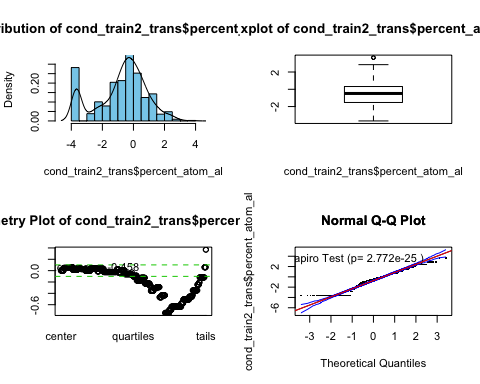 ribution of cond_train2_trans$percent
xplot of cond_train2_trans$percent_a
Density
0.00
0.20
-4
-2
0
2
4
cond_train2_trans$percent_atom_al
2
-2
cond_train2_trans$percent_atom_al
etry Plot of cond_train2_trans$percer
0.458
0.0
-0.6
center
quartiles
tails
cond_train2_trans$percent_atom_al
Normal Q-Q Plot
apiro Test (p= 2.772e-25 )
2
-2
-6
-3
-2
-1
0
1
2
3
Theoretical Quantiles